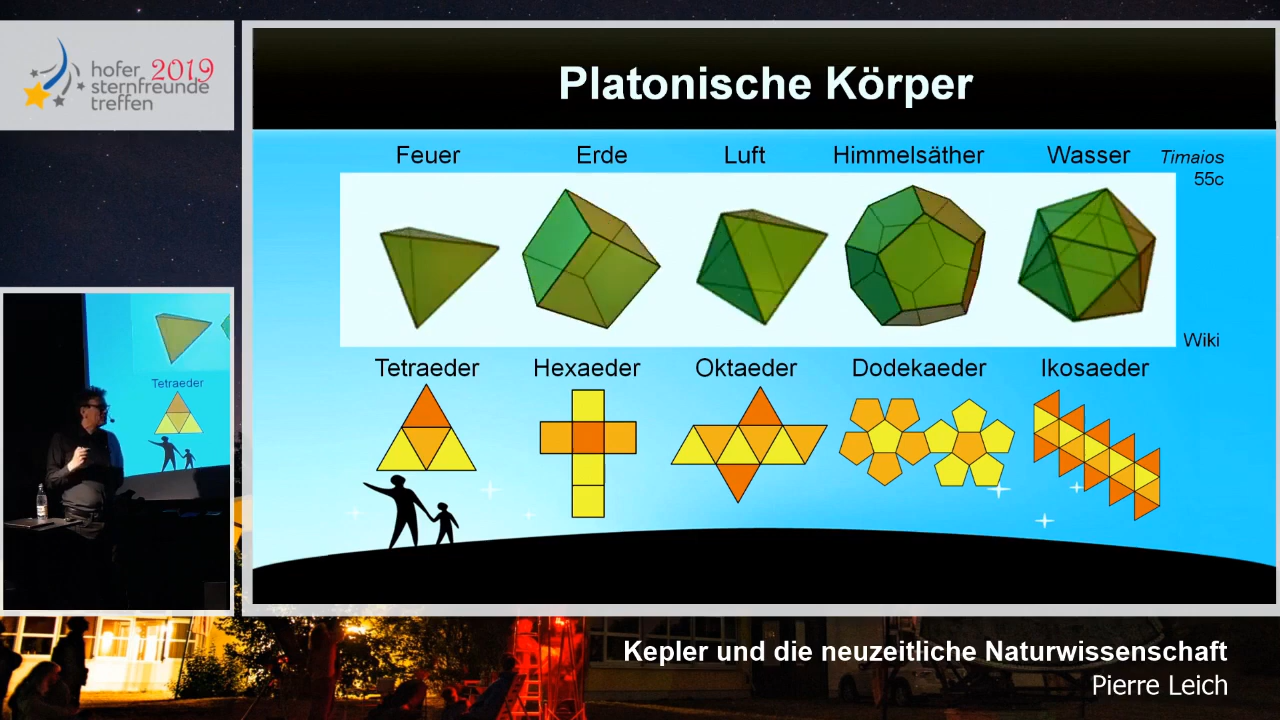 hofer 2019
sternfreunde
treffen
Platonische Körper
Feuer
Erde
Luft
Himmelsäther
Wasser
Timaios
55c
Wiki
Tetraeder
Hexaeder
Oktaeder
Dodekaeder
Ikosaeder
Tetraeder
Kepler und die neuzeitliche Naturwissenschaft
Pierre Leich